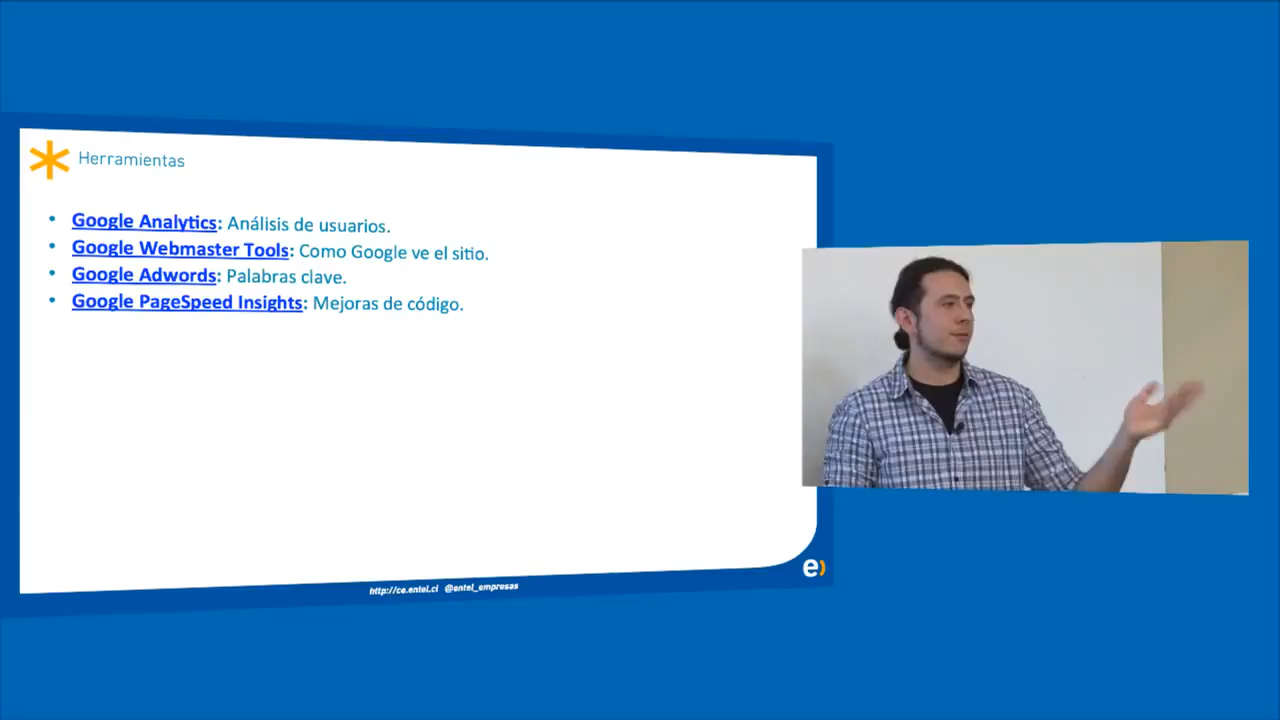 Herramientas
• Google Analytics: Análisis de usuarios.
• Google Webmaster Tools: Como Google ve el sitio.
• Google Adwords: Palabras clave.
• Google PageSpeed Insights: Mejoras de código.
e)
http://ce.entel.cl @entel_empresas